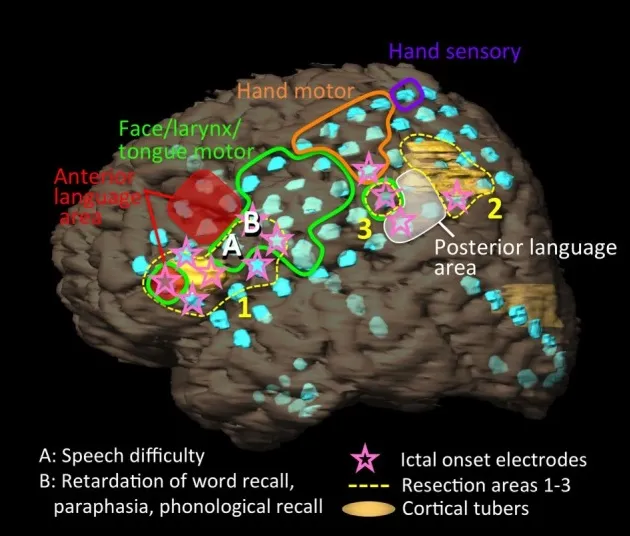 Hand sensory
Hand motor
Face/larynx/
tongue motor
Anterior
language
area
B
A
3
2
Posterior language
area
1
A: Speech difficulty
B: Retardation of word recall,
paraphasia, phonological recall
Ictal onset electrodes
Resection areas 1-3
Cortical tubers